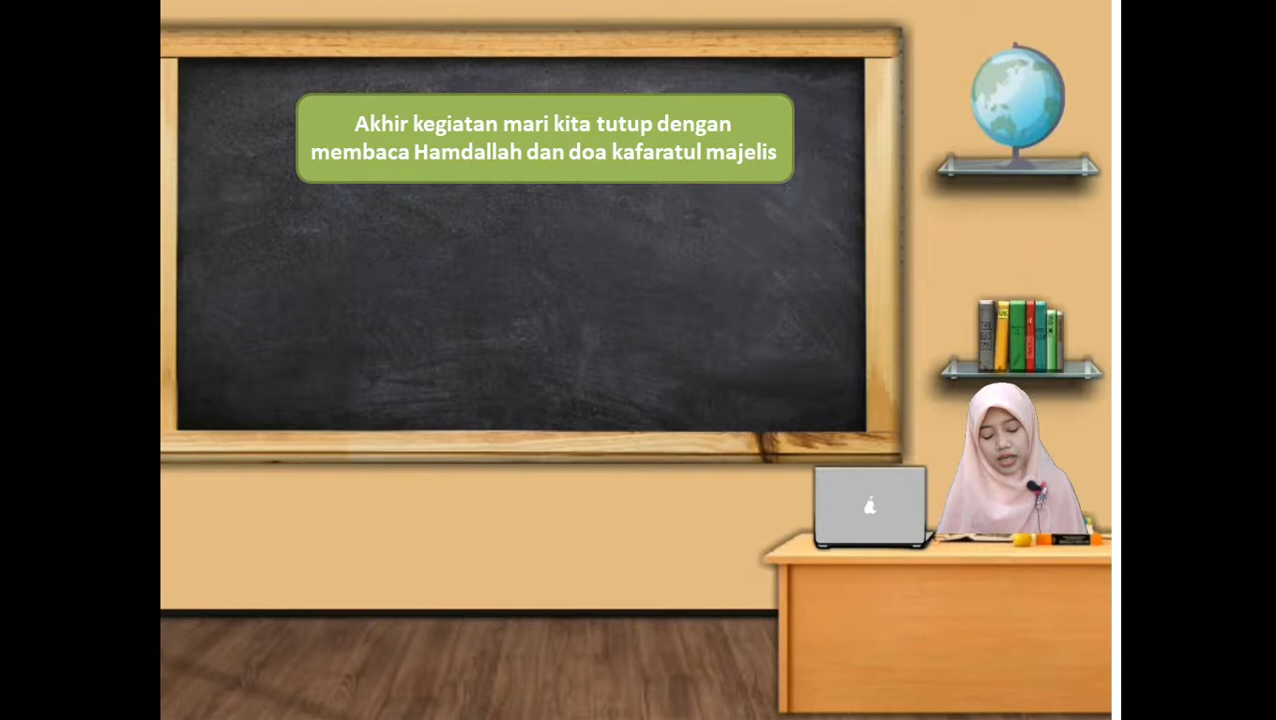 Akhir kegiatan mari kita tutup dengan
membaca Hamdallah dan doa kafaratul majelis